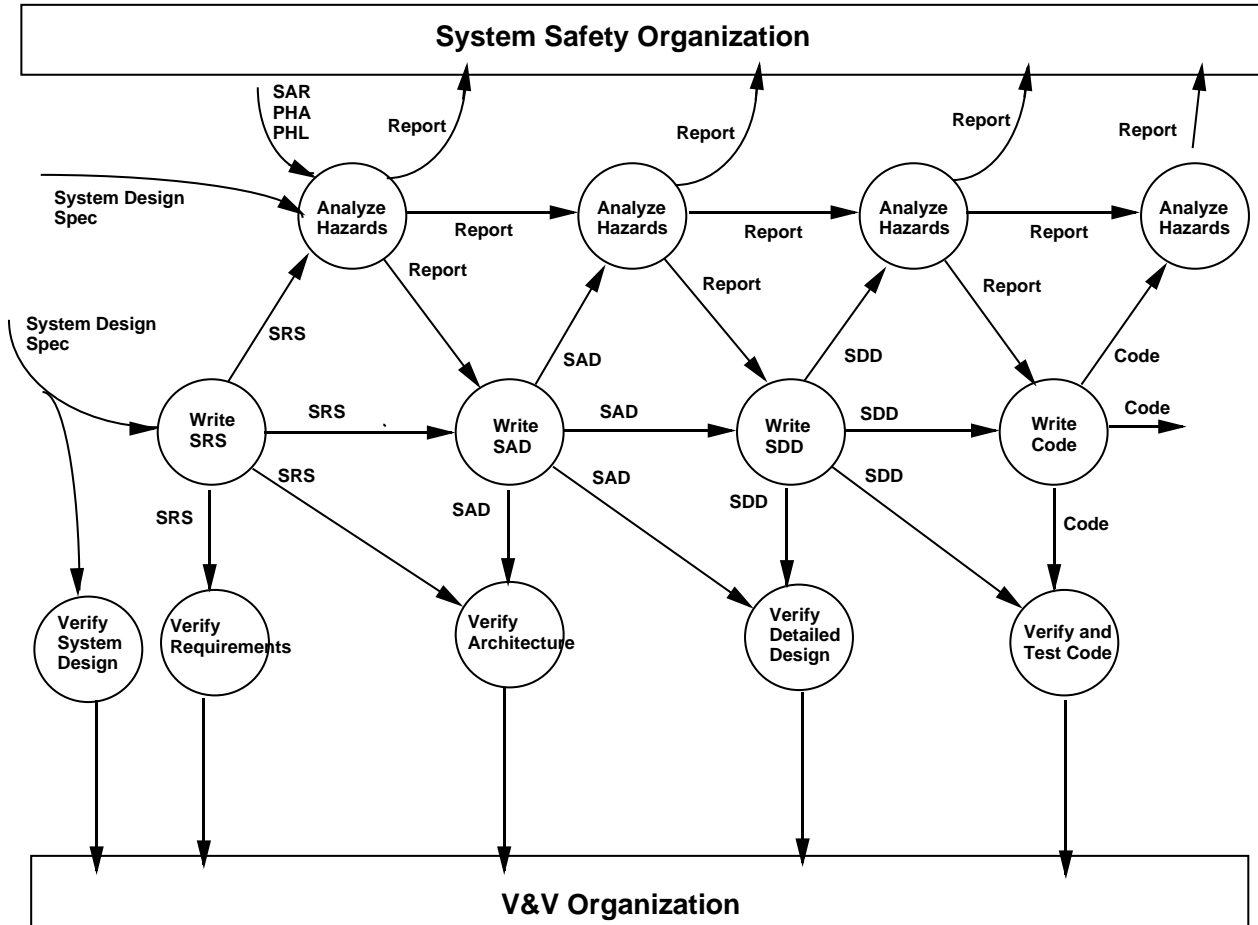 System Safety Organization
SAR
PHA
PHL
Report
Report
Report
Report
System Design
Spec
Analyze
Hazards
Analyze
Hazards
Analyze
Hazards
Analyze
Hazards
Report
Report
Report
Report
Report
Report
System Design
Spec
SRS
SAD
SDD
Code
Write
SRS
SRS
Write
SAD
SAD
Write
SDD
SDD
Write
Code
Code
SRS
SRS
SAD
SAD
SDD
SDD
Code
Verify
System
Design
Verify
Requirements
Verify
Architecture
Verify
Detailed
Design
Verify and
Test Code
V&V Organization